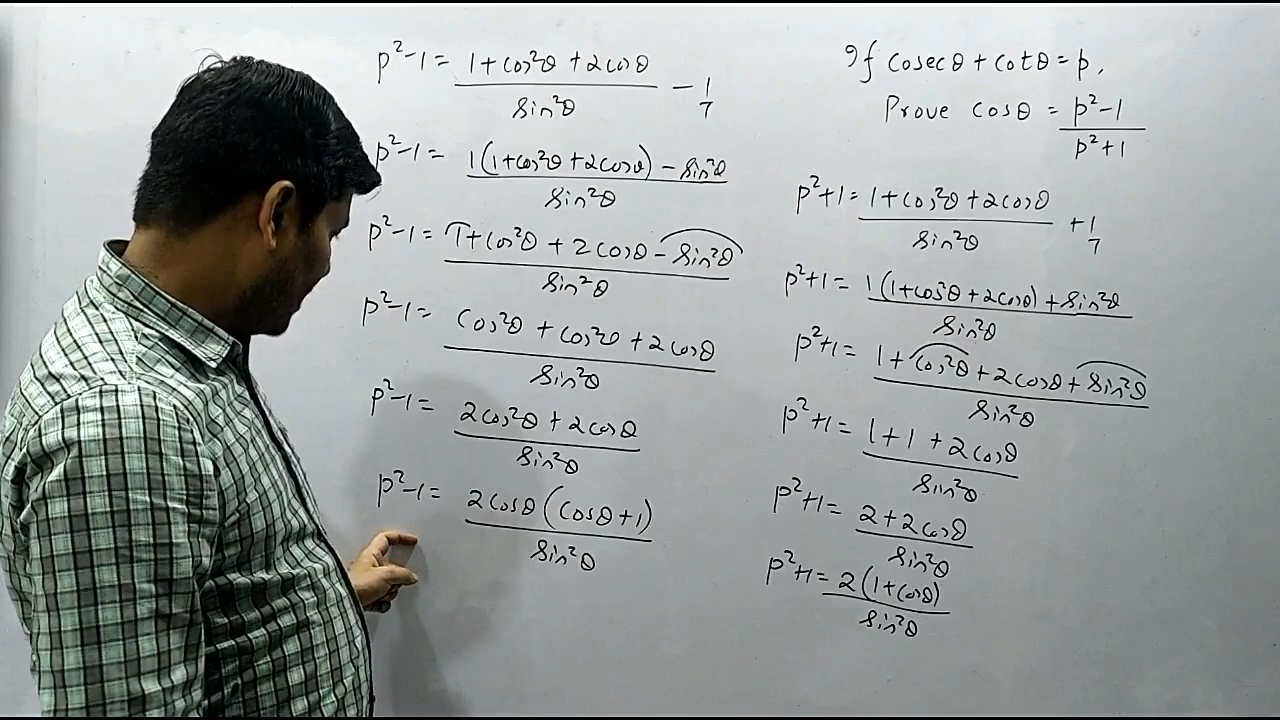 p²-1 = 1+cos²θ+2cosθ / sin²θ - 1/7
p²-1 = 1(1+cos²θ+2cosθ) - sin²θ / sin²θ
p²-1 = 1+cos²θ+2cosθ-sin²θ / sin²θ
p²-1 = cos²θ+cos²θ+2cosθ / sin²θ
p²-1 = 2cos²θ+2cosθ / sin²θ
p²-1 = 2cosθ(cosθ+1) / sin²θ
If cosecθ+cotθ=p,
Prove cosθ = p²-1 / p²+1
p²+1 = 1+cos²θ+2cosθ / sin²θ + 1/7
p²+1 = 1(1+cos²θ+2cosθ)+sin²θ / sin²θ
p²+1 = 1+cos²θ+2cosθ+sin²θ / sin²θ
p²+1 = 1+1+2cosθ / sin²θ
p²+1 = 2+2cosθ / sin²θ
p²+1 = 2(1+cosθ) / sin²θ